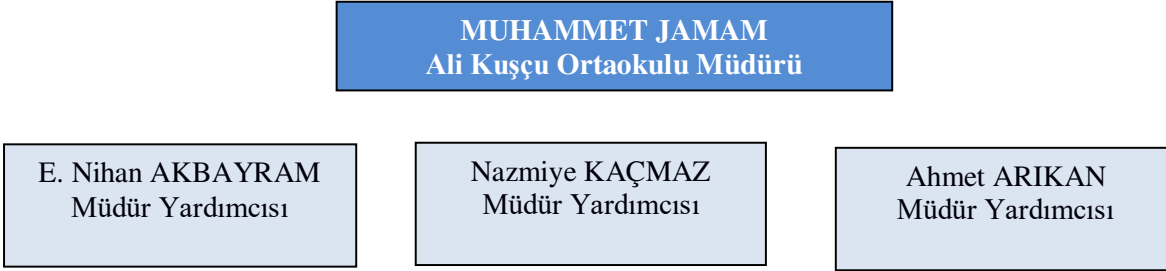 MUHAMMET JAMAM
Ali Kuşçu Ortaokulu Müdürü
E. Nihan AKBAYRAM
Müdür Yardımcısı
Nazmiye KAÇMAZ
Müdür Yardımcısı
Ahmet ARIKAN
Müdür Yardımcısı